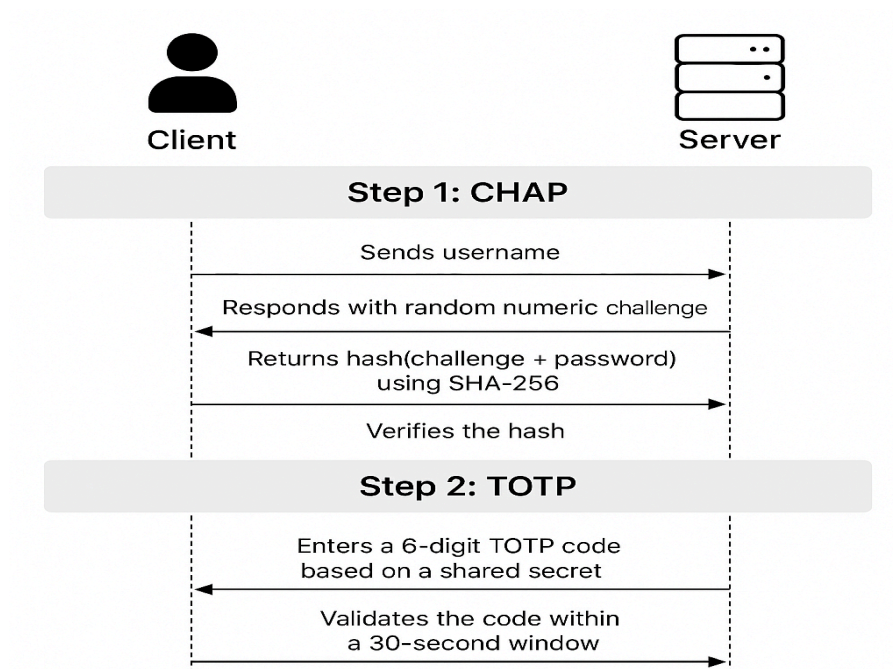 Client
Server
Step 1: CHAP
Sends username
Responds with random numeric challenge
Returns hash(challenge + password)
using SHA-256
Verifies the hash
Step 2: TOTP
Enters a 6-digit TOTP code
based on a shared secret
Validates the code within
a 30-second window